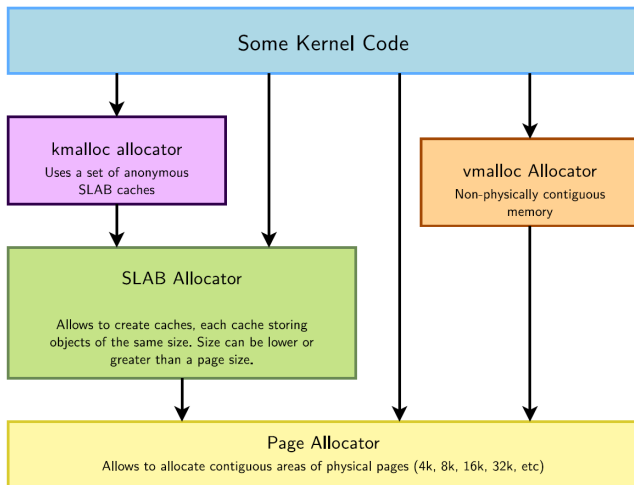 Some Kernel Code
kmalloc allocator
Uses a set of anonymous
SLAB caches
vmalloc Allocator
Non-physically contiguous
memory
SLAB Allocator
Allows to create caches, each cache storing
objects of the same size. Size can be lower or
greater than a page size.
Page Allocator
Allows to allocate contiguous areas of physical pages (4k, 8k, 16k, 32k, etc)